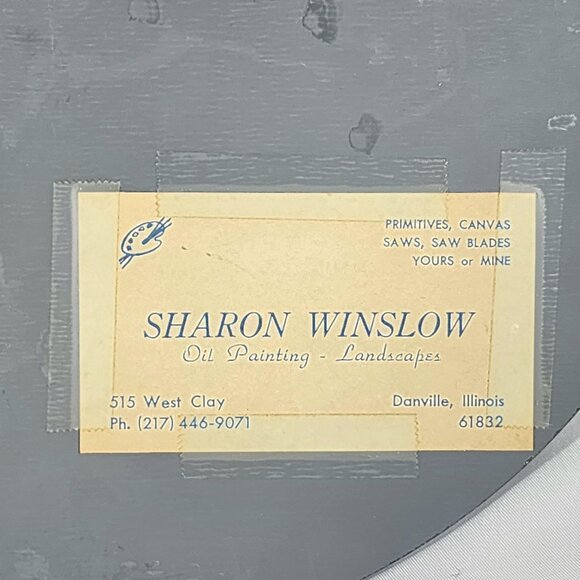 PRIMITIVES, CANVAS
SAWS, SAW BLADES
YOURS or MINE
SHARON WINSLOW
Oil Painting - Landscapes
515 West Clay
Ph. (217) 446-9071
Danville, Illinois
61832